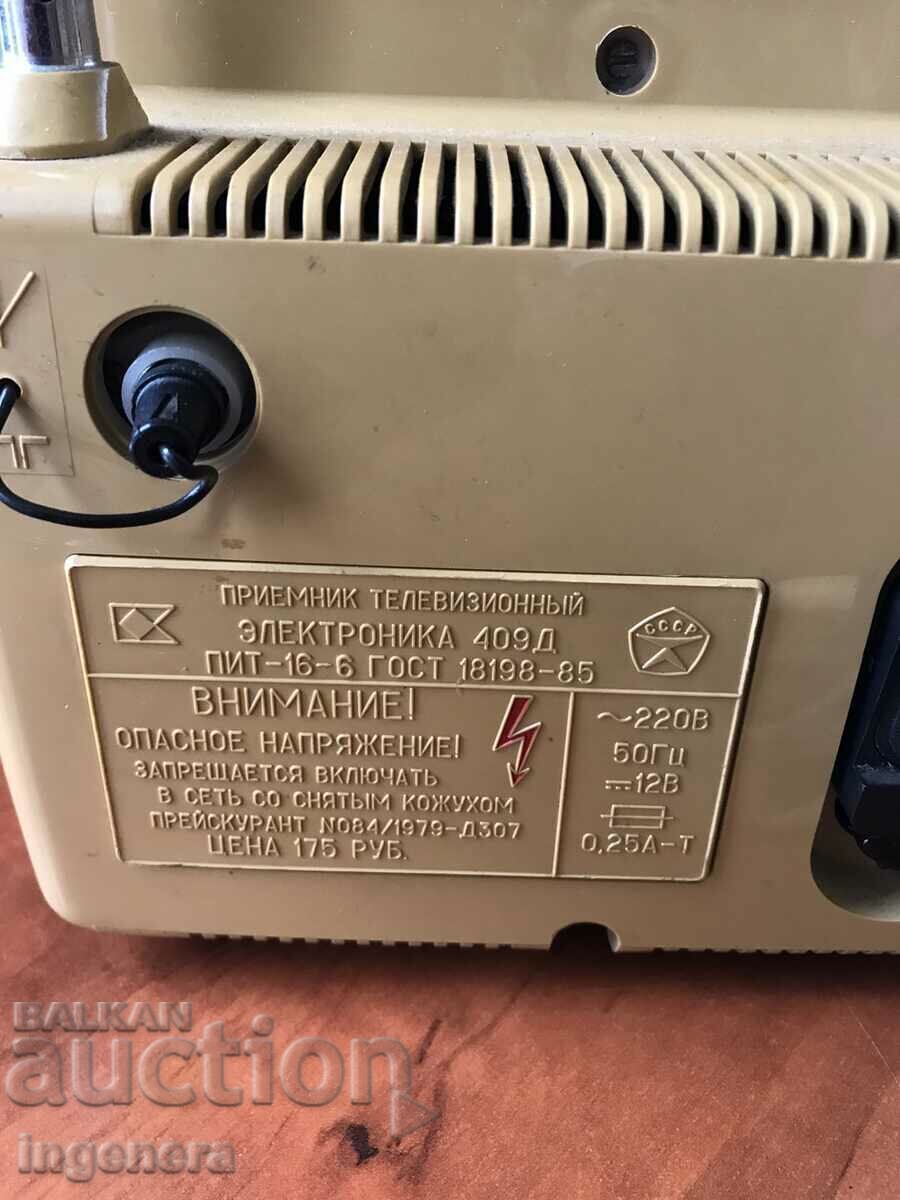 ПРИЕМНИК ТЕЛЕВИЗИОННЫЙ
ЭЛЕКТРОНИКА 409Д
ПИТ-16-6 ГОСТ 18198-85
СССР
ВНИМАНИЕ!
ОПАСНОЕ НАПРЯЖЕНИЕ!
ЗАПРЕЩАЕТСЯ ВКЛЮЧАТЬ
В СЕТЬ СО СНЯТЫМ КОЖУХОМ
ПРЕЙСКУРАНТ N084/1979-Д307
ЦЕНА 175 РУБ.
~220В
50Гц
⎓12В
0,25А-Т
BALKAN
auction
ingenera